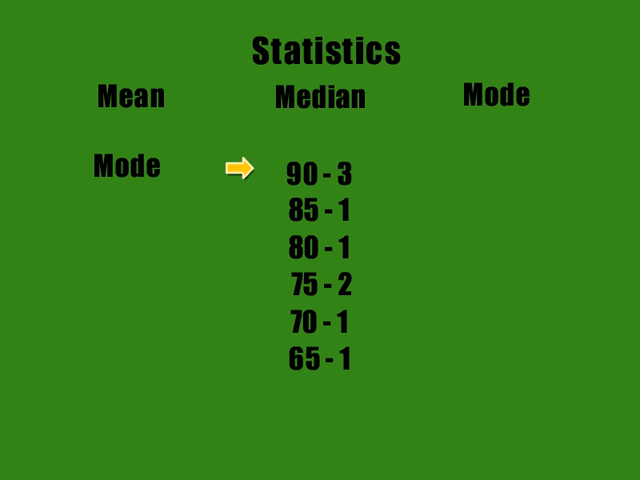 Statistics
Mean Median Mode
Mode 90 - 3
85 - 1
80 - 1
75 - 2
70 - 1
65 - 1